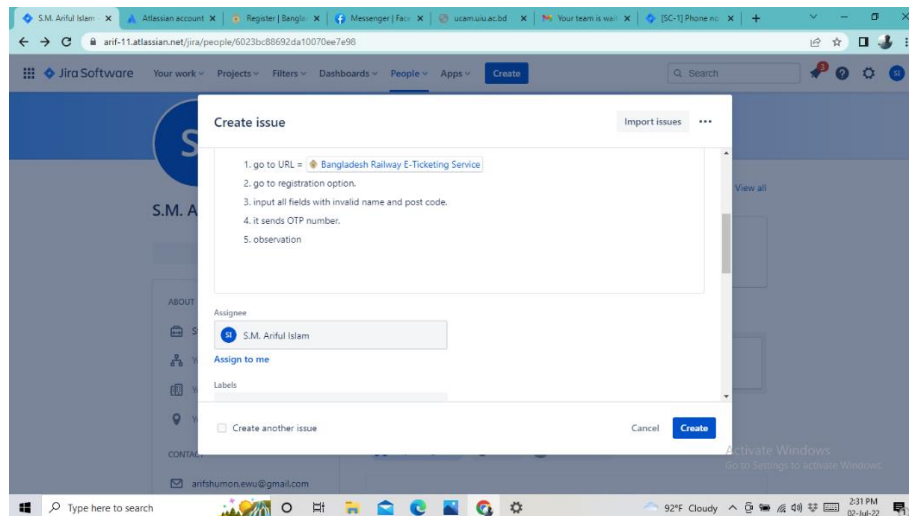 S.M. Ariful Islam
Atlassian account
Register | Bangla
Messenger | Fac
ucam.uiu.ac.bd
Your team is wait
[SC-1] Phone no
arif-11.atlassian.net/jira/people/6023bc88692da10070ee7e98
Jira Software Your work Projects Filters Dashboards People Apps Create Search
Create issue Import issues
1. go to URL = Bangladesh Railway E-Ticketing Service
2. go to registration option.
3. input all fields with invalid name and post code.
4. it sends OTP number.
5. observation
View all
S.M. A
ABOUT
Assignee
SI S.M. Ariful Islam
Assign to me
Labels
Create another issue Cancel Create
CONTAC
Activate Windows
Go to Settings to activate Windows.
arifshumon.ewu@gmail.com
Type here to search 92°F Cloudy 2:31 PM
02-Jul-22